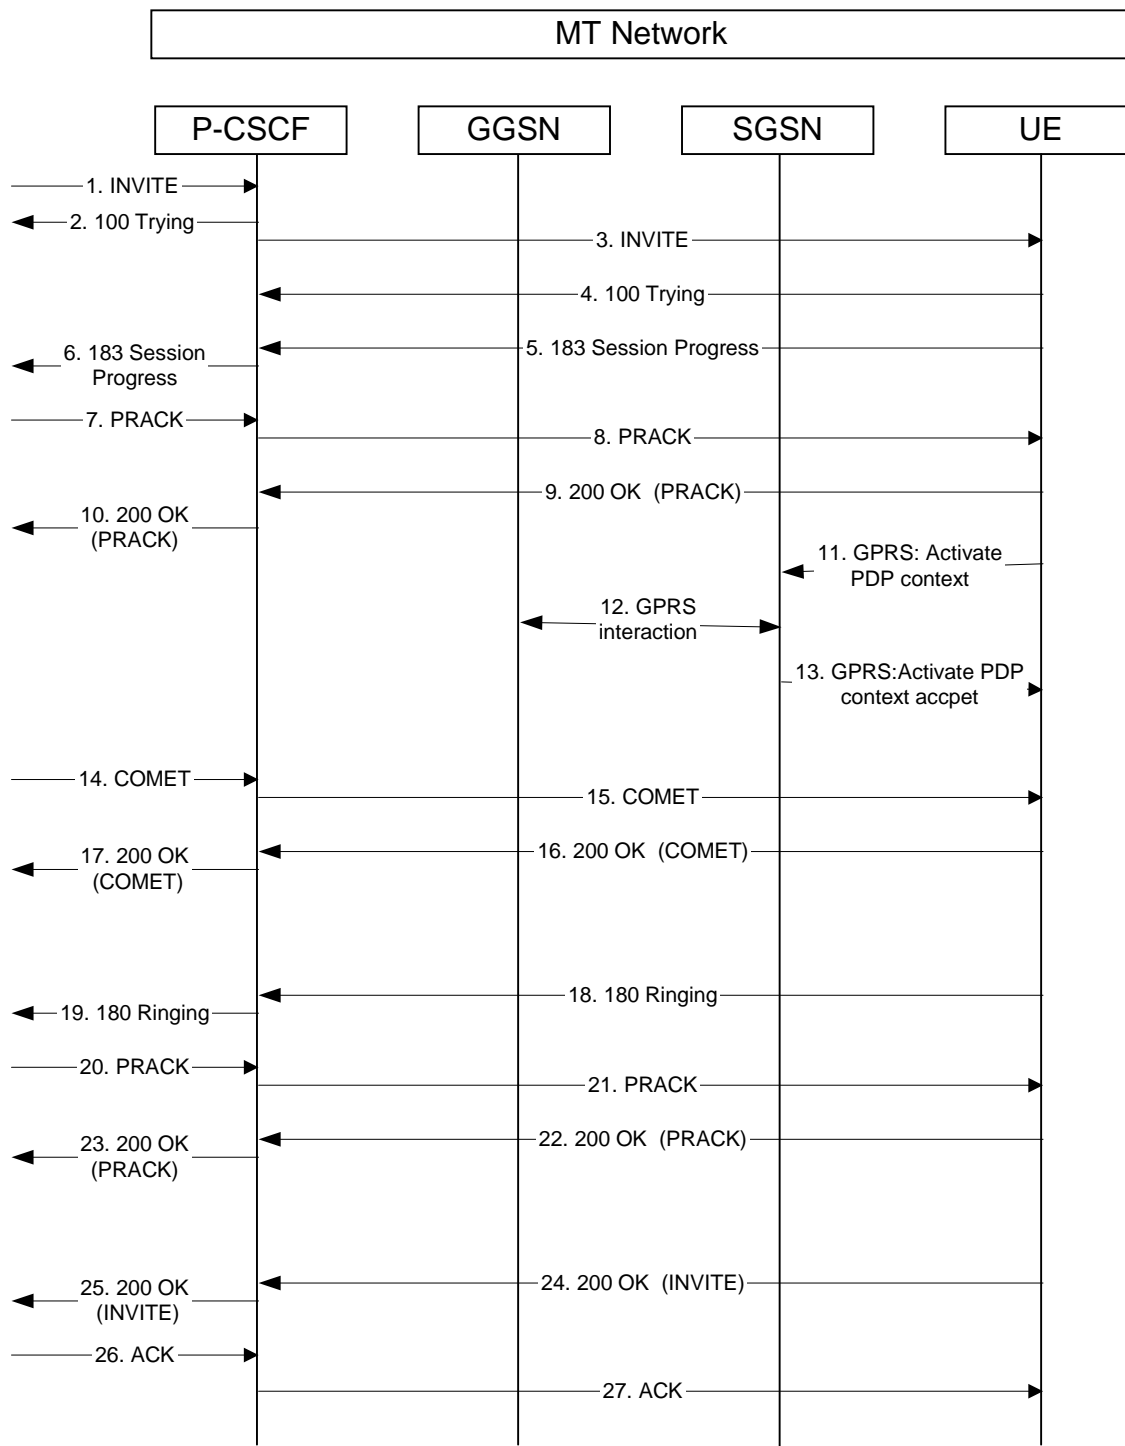 MT Network
P-CSCF
GGSN
SGSN
UE
1. INVITE
2. 100 Trying
3. INVITE
4. 100 Trying
5. 183 Session Progress
6. 183 Session
Progress
7. PRACK
8. PRACK
9. 200 OK  (PRACK)
10. 200 OK
(PRACK)
11. GPRS: Activate
PDP context
12. GPRS
interaction
13. GPRS:Activate PDP
context accpet
14. COMET
15. COMET
16. 200 OK  (COMET)
17. 200 OK
(COMET)
18. 180 Ringing
19. 180 Ringing
20. PRACK
21. PRACK
22. 200 OK  (PRACK)
23. 200 OK
(PRACK)
24. 200 OK  (INVITE)
25. 200 OK
(INVITE)
26. ACK
27. ACK